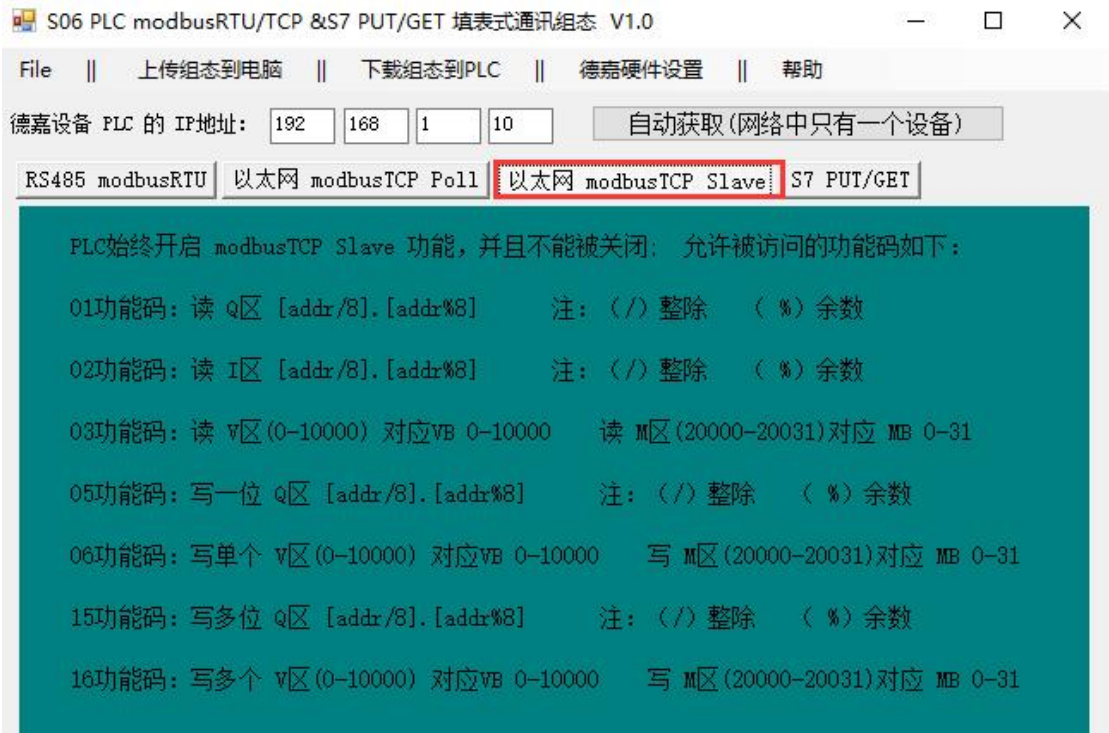 S06 PLC modbusRTU/TCP &S7 PUT/GET 填表式通讯组态 V1.0
File || 上传组态到电脑 || 下载组态到PLC || 德嘉硬件设置 || 帮助
德嘉设备 PLC 的 IP地址: 192 168 1 10 自动获取(网络中只有一个设备)
RS485 modbusRTU 以太网 modbusTCP Poll 以太网 modbusTCP Slave S7 PUT/GET
PLC始终开启 modbusTCP Slave 功能，并且不能被关闭; 允许被访问的功能码如下:
01功能码: 读 Q区 [addr/8].[addr%8] 注: (/) 整除 ( %) 余数
02功能码: 读 I区 [addr/8].[addr%8] 注: (/) 整除 ( %) 余数
03功能码: 读 V区(0-10000) 对应VB 0-10000 读 M区(20000-20031)对应 MB 0-31
05功能码: 写一位 Q区 [addr/8].[addr%8] 注: (/) 整除 ( %) 余数
06功能码: 写单个 V区(0-10000) 对应VB 0-10000 写 M区(20000-20031)对应 MB 0-31
15功能码: 写多位 Q区 [addr/8].[addr%8] 注: (/) 整除 ( %) 余数
16功能码: 写多个 V区(0-10000) 对应VB 0-10000 写 M区(20000-20031)对应 MB 0-31